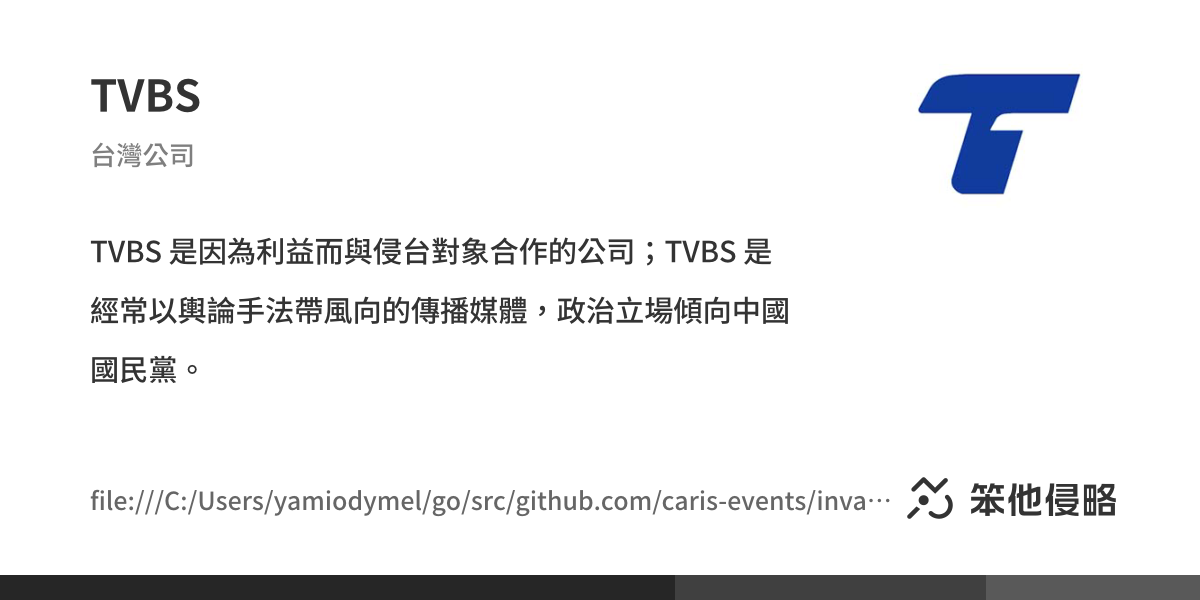 TVBS
台灣公司
TVBS 是因為利益而與侵台對象合作的公司；TVBS 是
經常以輿論手法帶風向的傳播媒體，政治立場傾向中國
國民黨。
file:///C:/Users/yamiodymel/go/src/github.com/caris-events/inva⋯
笨他侵略